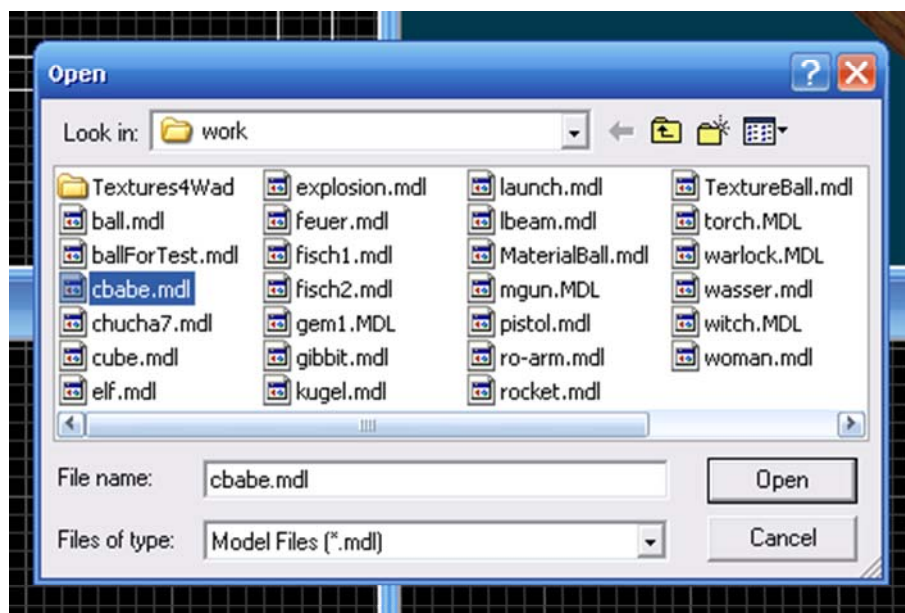 Open
Look in: work
Textures4Wad explosion.mdl launch.mdl TextureBall.mdl
ball.mdl feuer.mdl lbeam.mdl torch.MDL
ballForTest.mdl fisch1.mdl MaterialBall.mdl warlock.MDL
cbabe.mdl fisch2.mdl mgun.MDL wasser.mdl
chucha7.mdl gem1.MDL pistol.mdl witch.MDL
cube.mdl gibbit.mdl ro-arm.mdl woman.mdl
elf.mdl kugel.mdl rocket.mdl
File name: cbabe.mdl Open
Files of type: Model Files (*.mdl) Cancel